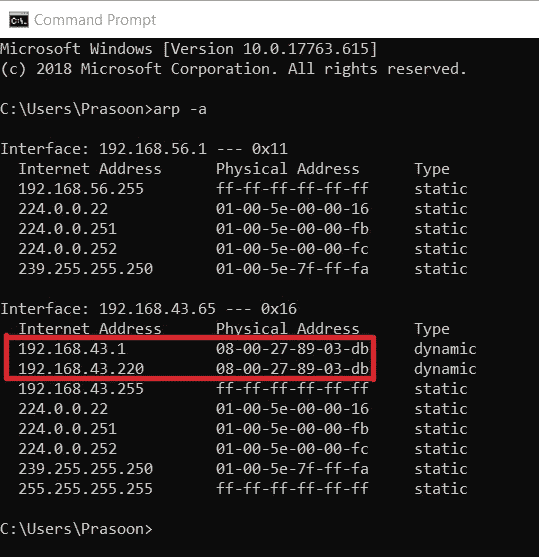 Command Prompt
Microsoft Windows [Version 10.0.17763.615]
(c) 2018 Microsoft Corporation. All rights reserved.
C:\Users\Prasoon>arp -a
Interface: 192.168.56.1 --- 0x11
Internet Address Physical Address Type
192.168.56.255 ff-ff-ff-ff-ff-ff static
224.0.0.22 01-00-5e-00-00-16 static
224.0.0.251 01-00-5e-00-00-fb static
224.0.0.252 01-00-5e-00-00-fc static
239.255.255.250 01-00-5e-7f-ff-fa static
Interface: 192.168.43.65 --- 0x16
Internet Address Physical Address Type
192.168.43.1 08-00-27-89-03-db dynamic
192.168.43.220 08-00-27-89-03-db dynamic
192.168.43.255 ff-ff-ff-ff-ff-ff static
224.0.0.22 01-00-5e-00-00-16 static
224.0.0.251 01-00-5e-00-00-fb static
224.0.0.252 01-00-5e-00-00-fc static
239.255.255.250 01-00-5e-7f-ff-fa static
255.255.255.255 ff-ff-ff-ff-ff-ff static
C:\Users\Prasoon>